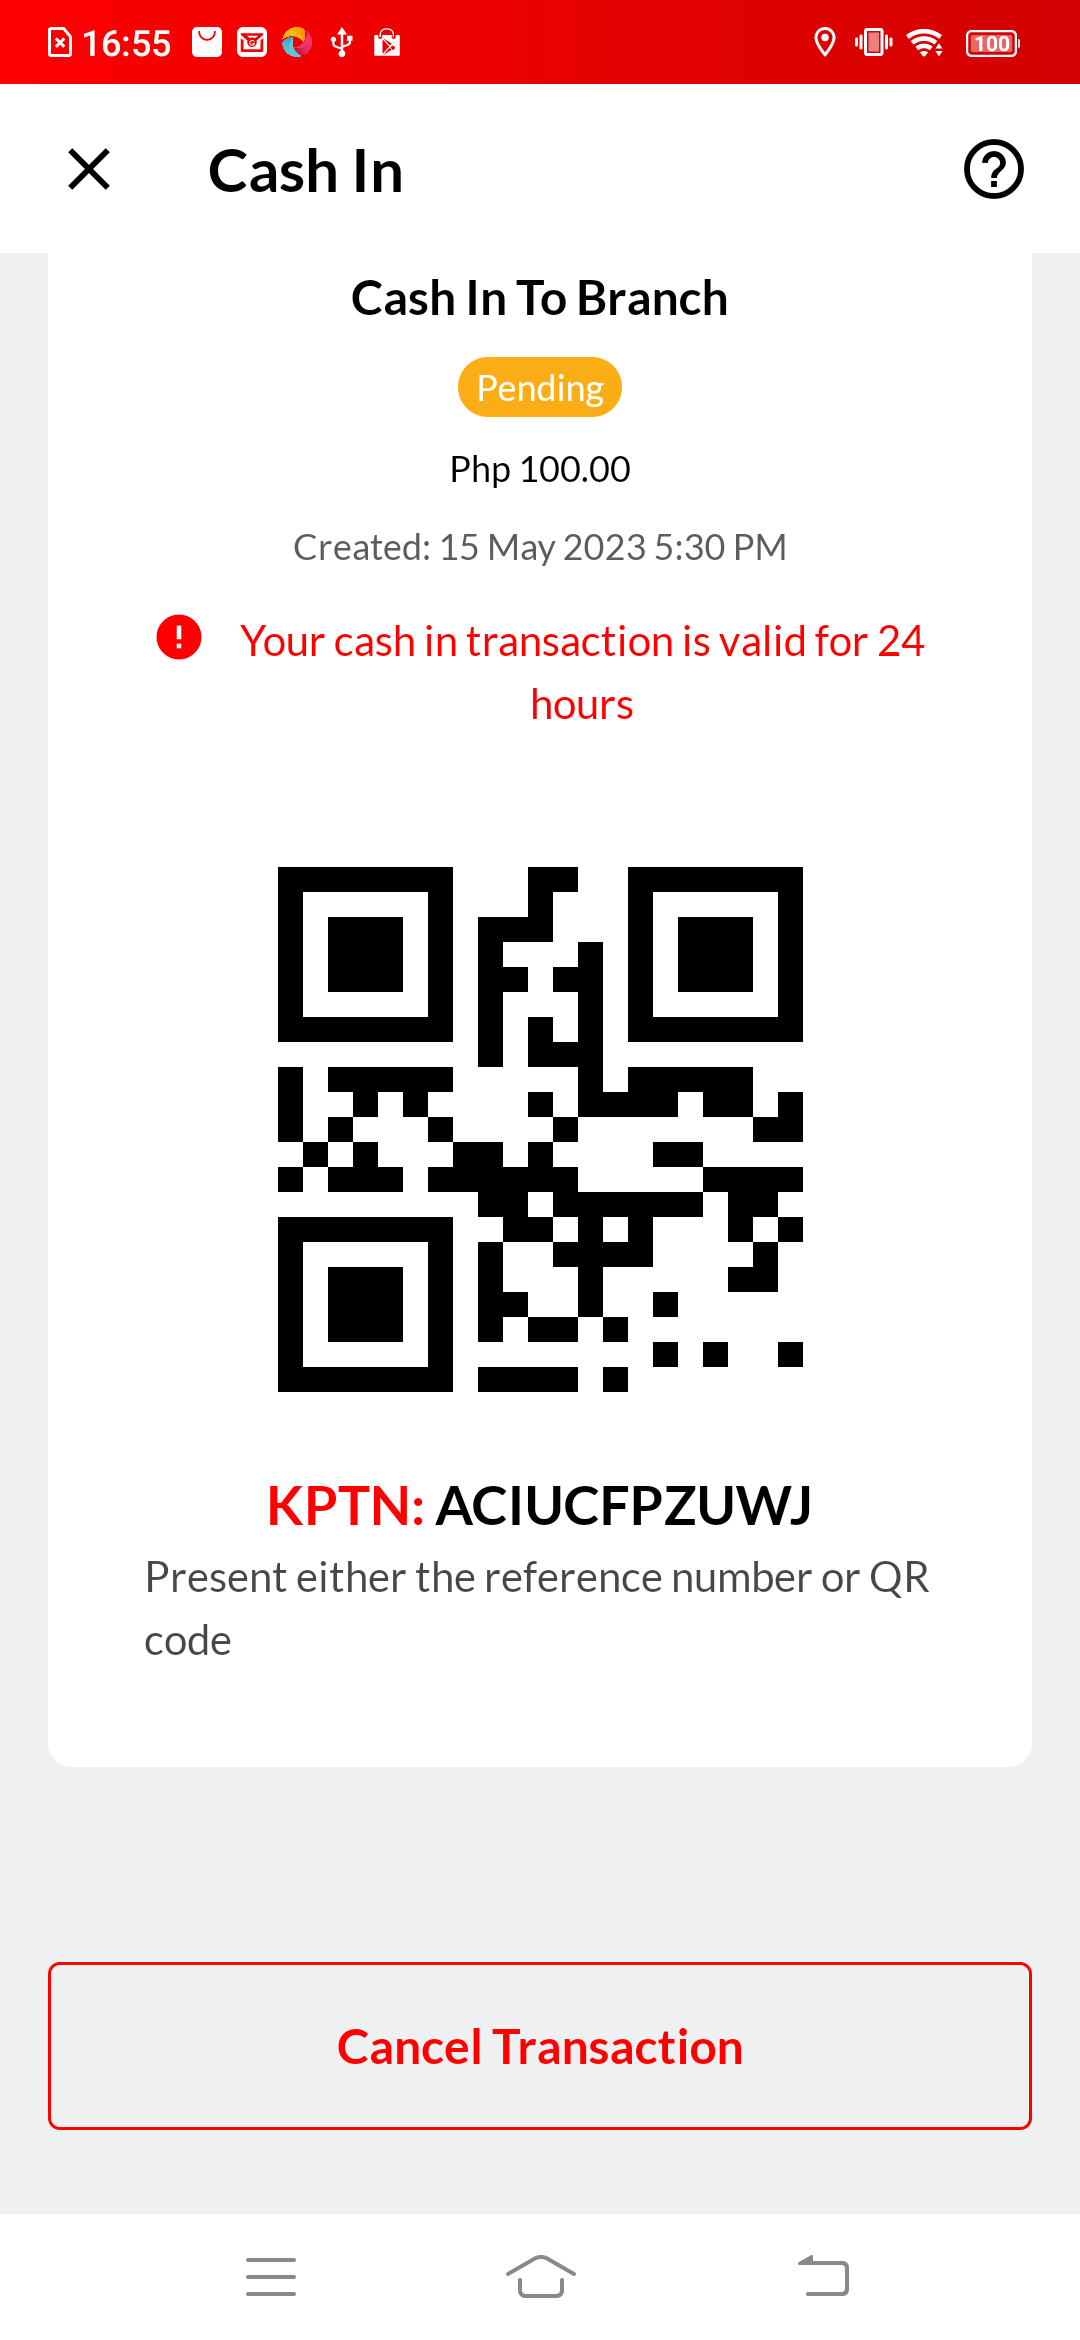 16:55
100
Cash In
Cash In To Branch
Pending
Php 100.00
Created: 15 May 2023 5:30 PM
Your cash in transaction is valid for 24
hours
KPTN: ACIUCFPZUWJ
Present either the reference number or QR
code
Cancel Transaction